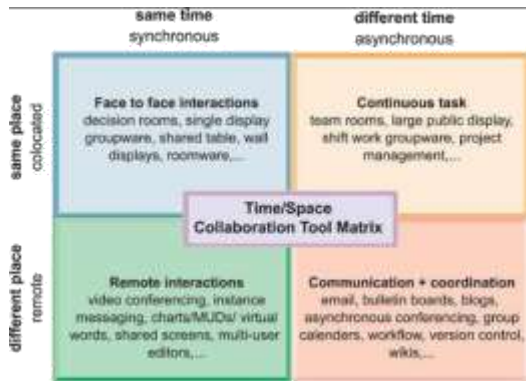 same time
synchronous
different time
asynchronous
same place
colocated
Face to face interactions
decision rooms, single display
groupware, shared table, wall
displays, roomware,...
Continuous task
team rooms, large public display,
shift work groupware, project
management,...
Time/Space
Collaboration Tool Matrix
different place
remote
Remote interactions
video conferencing, instance
messaging, charts/MUDs/ virtual
words, shared screens, multi-user
editors,...
Communication + coordination
email, bulletin boards, blogs,
asynchronous conferencing, group
calenders, workflow, version control,
wikis,...